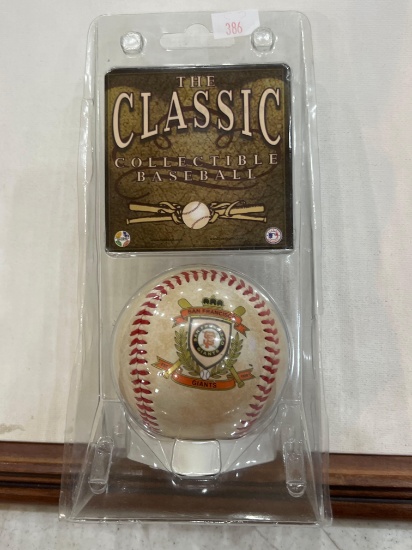 386
THE
CLASSIC
COLLECTIBLE
BASEBALL
SAN FRANCISCO
GIANTS